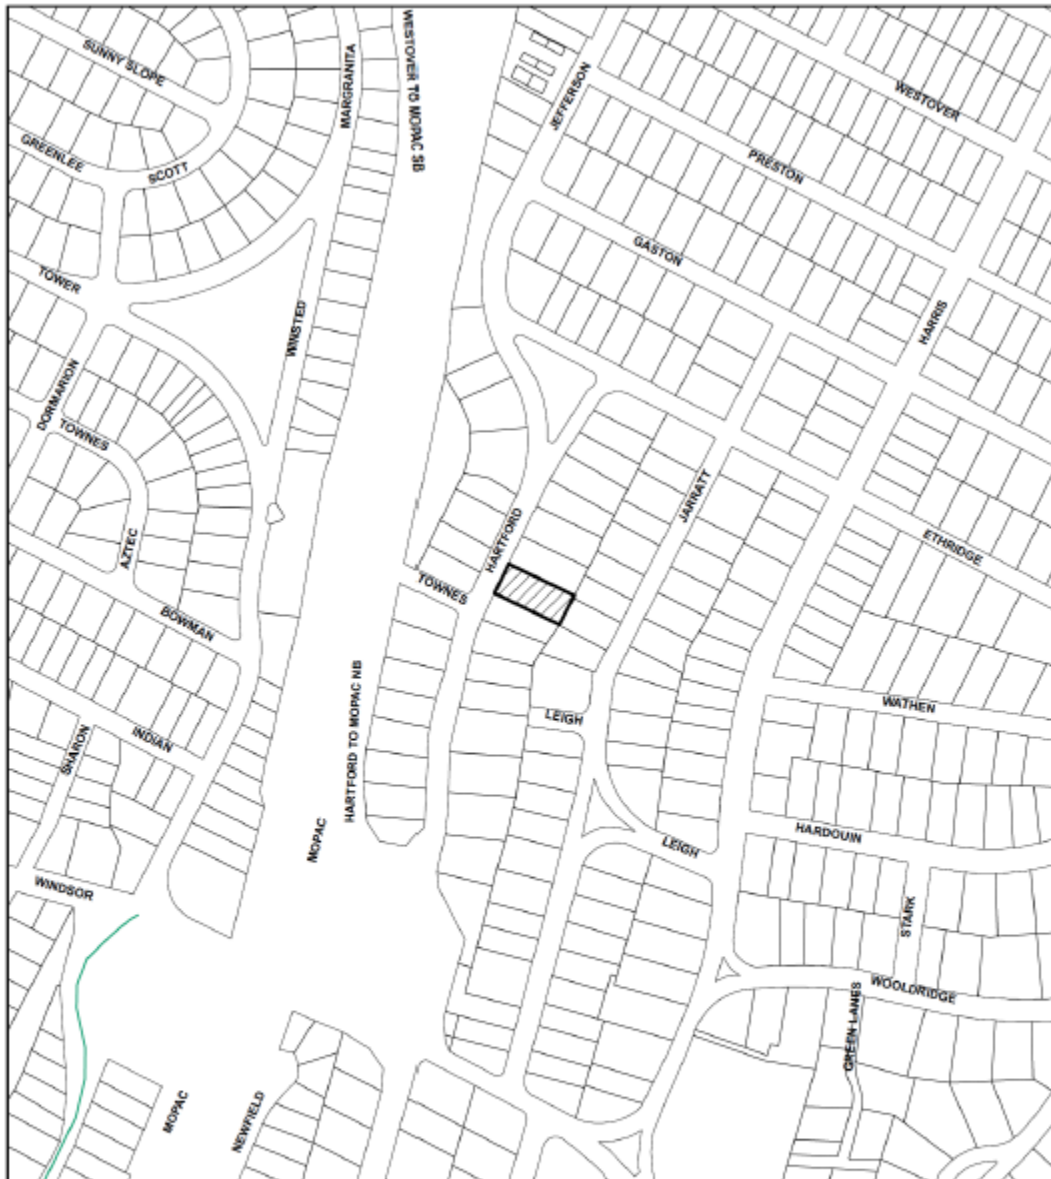 SUNNY SLOPE
MARGRANITA
WESTOVER TO MOPAC SB
JEFFERSON
WESTOVER
GREENLEE
SCOTT
PRESTON
GASTON
TOWER
WINSTED
HARRIS
DORMARION
TOWNES
JARRATT
AZTEC
HARTFORD
ETHRIDGE
TOWNES
BOWMAN
HARTFORD TO MOPAC NB
WATHEN
LEIGH
INDIAN
SHARON
MOPAC
HARDOUIN
LEIGH
WINDSOR
STARK
WOOLDRIDGE
GREEN LANES
MOPAC
NEWFIELD